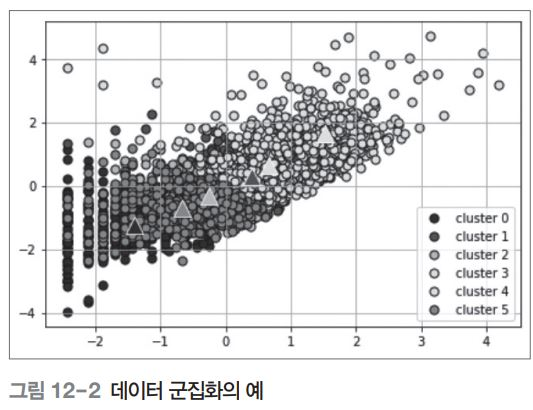 4
2
0
−2
−4
−2
−1
0
1
2
3
4
cluster 0
cluster 1
cluster 2
cluster 3
cluster 4
cluster 5
그림 12-2 데이터 군집화의 예